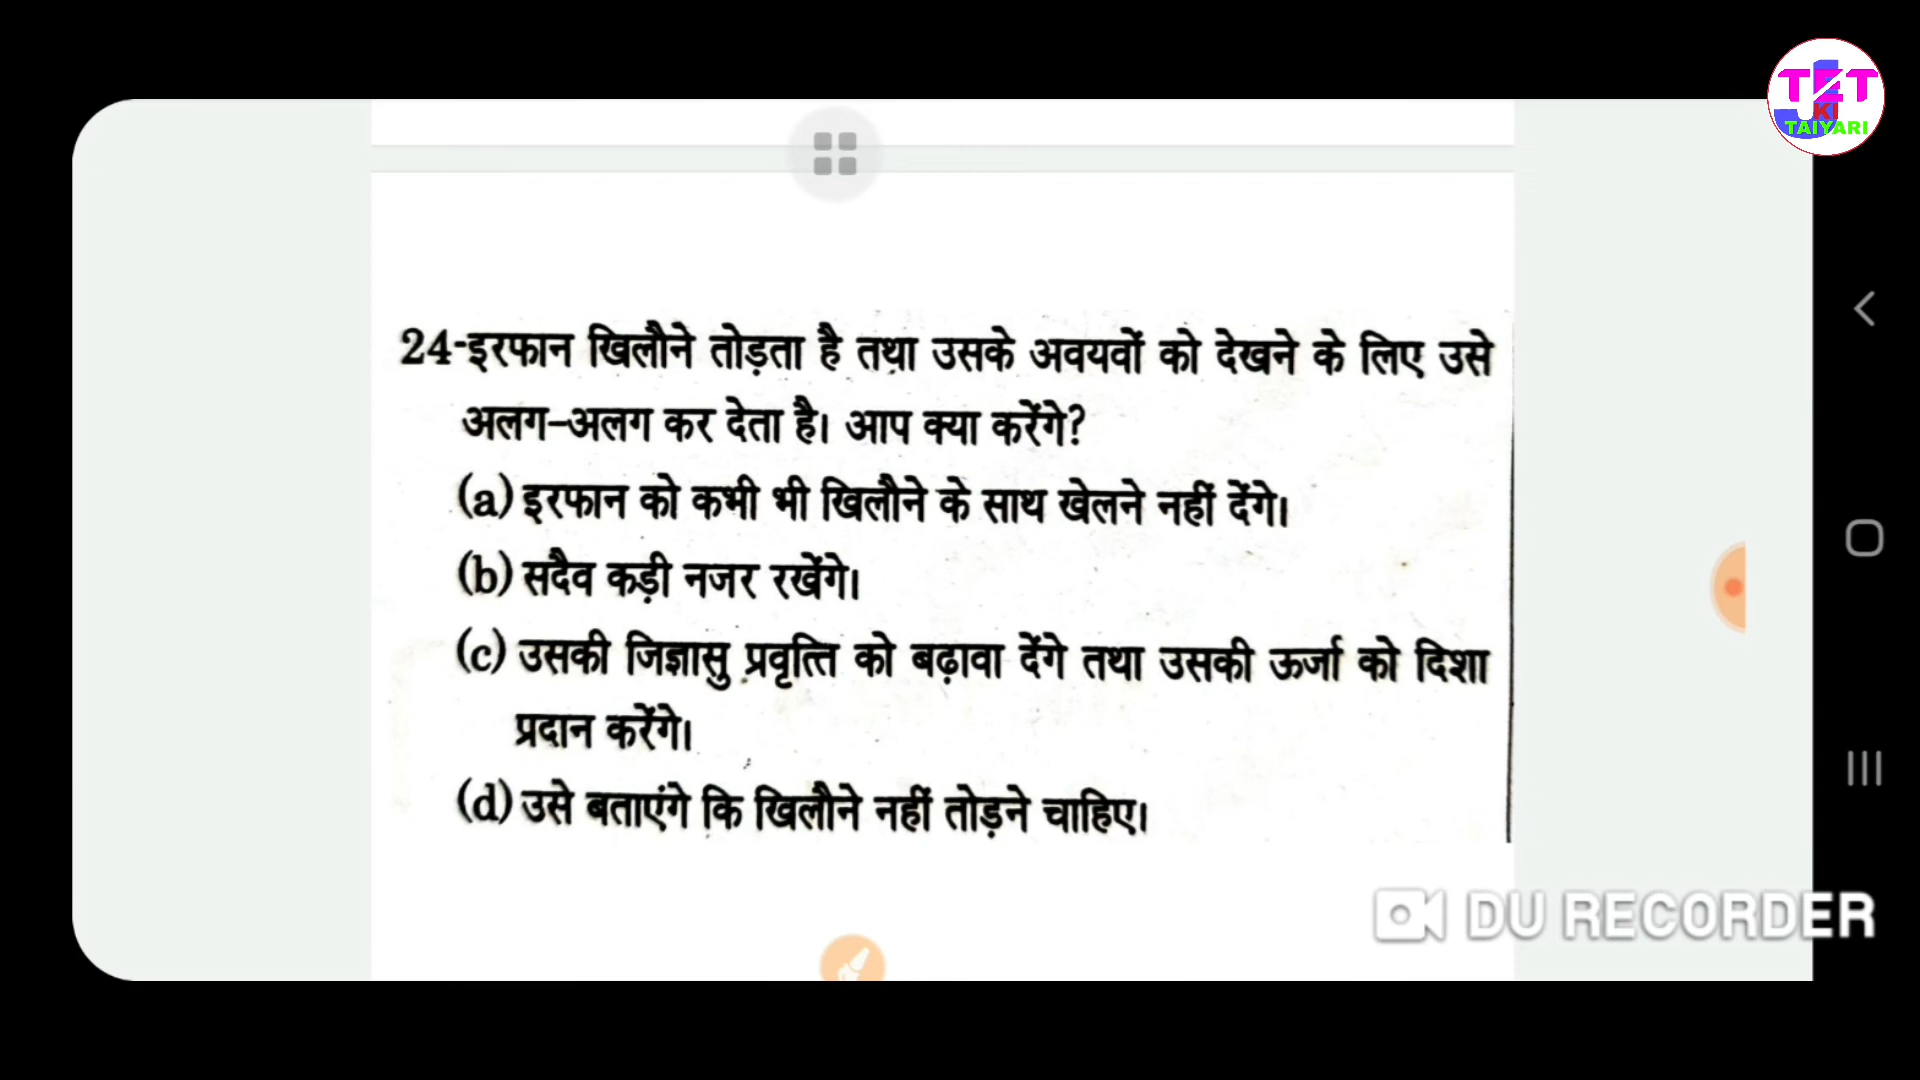 TET
KI
TAIYARI
24-इरफान खिलौने तोड़ता है तथा उसके अवयवों को देखने के लिए उसे
अलग-अलग कर देता है। आप क्या करेंगे?
(a) इरफान को कभी भी खिलौने के साथ खेलने नहीं देंगे।
(b) सदैव कड़ी नजर रखेंगे।
(c) उसकी जिज्ञासु प्रवृत्ति को बढ़ावा देंगे तथा उसकी ऊर्जा को दिशा
प्रदान करेंगे।
(d) उसे बताएंगे कि खिलौने नहीं तोड़ने चाहिए।
DU RECORDER